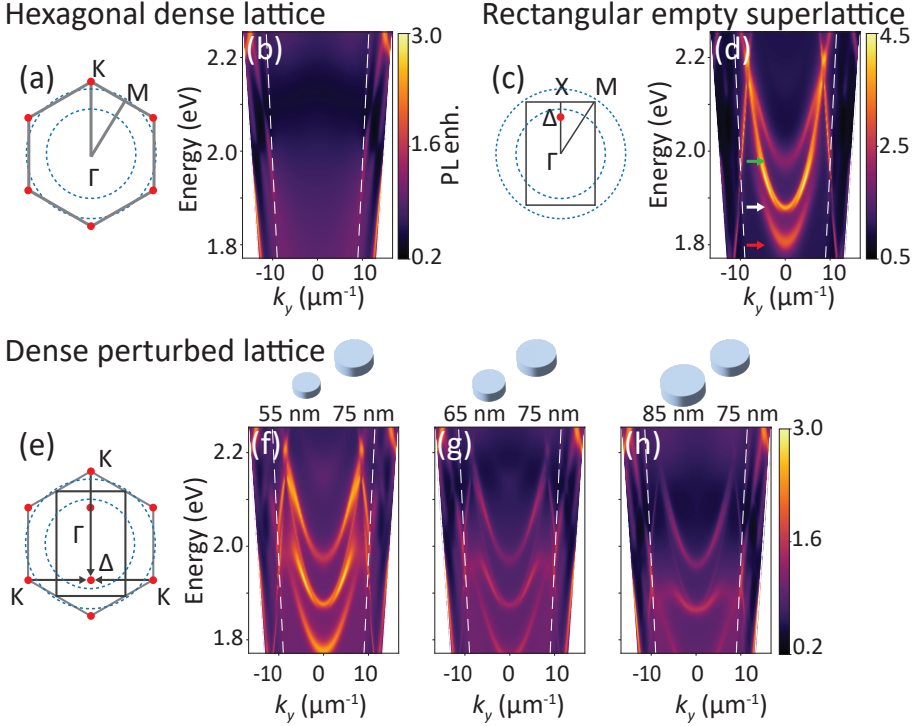 Hexagonal dense lattice
Rectangular empty superlattice
(a)
K
M
Γ
(b)
Energy (eV)
2.2
2.0
1.8
-10 0 10
k_y (μm⁻¹)
3.0
1.6
0.2
PL enh.
(c)
X
M
Δ
Γ
(d)
Energy (eV)
2.2
2.0
1.8
-10 0 10
k_y (μm⁻¹)
4.5
2.5
0.5
Dense perturbed lattice
55 nm 75 nm
65 nm 75 nm
85 nm 75 nm
(e)
K
Γ
Δ
K
K
(f)
Energy (eV)
2.2
2.0
1.8
-10 0 10
k_y (μm⁻¹)
(g)
-10 0 10
k_y (μm⁻¹)
(h)
-10 0 10
k_y (μm⁻¹)
3.0
1.6
0.2